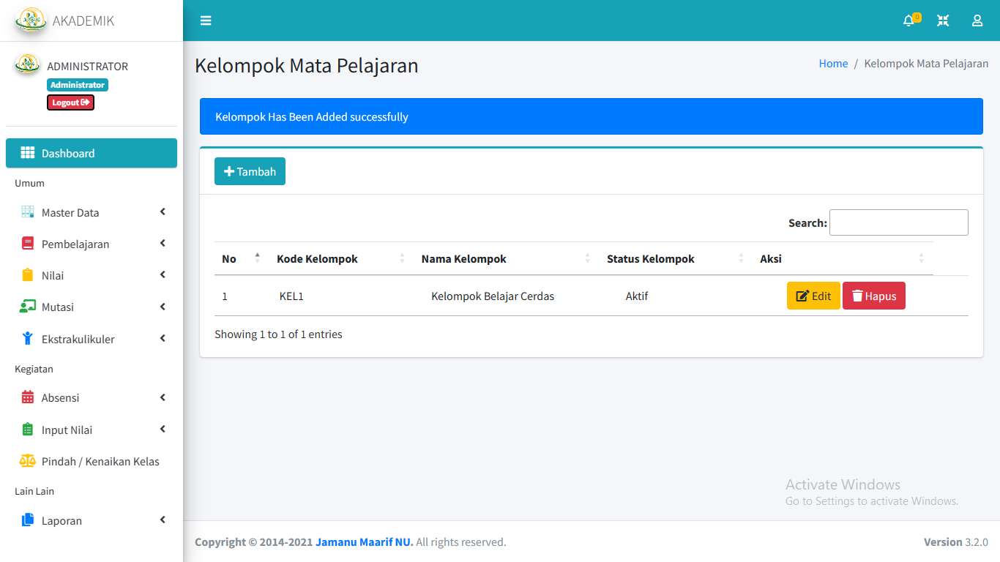 AKADEMIK
0
ADMINISTRATOR
Administrator
Logout
Dashboard
Umum
Master Data
Pembelajaran
Nilai
Mutasi
Ekstrakulikuler
Kegiatan
Absensi
Input Nilai
Pindah / Kenaikan Kelas
Lain Lain
Laporan
Kelompok Mata Pelajaran
Home / Kelompok Mata Pelajaran
Kelompok Has Been Added successfully
Tambah
Search:
No Kode Kelompok Nama Kelompok Status Kelompok Aksi
1 KEL1 Kelompok Belajar Cerdas Aktif Edit Hapus
Showing 1 to 1 of 1 entries
Activate Windows
Go to Settings to activate Windows.
Copyright © 2014-2021 Jamanu Maarif NU. All rights reserved. Version 3.2.0